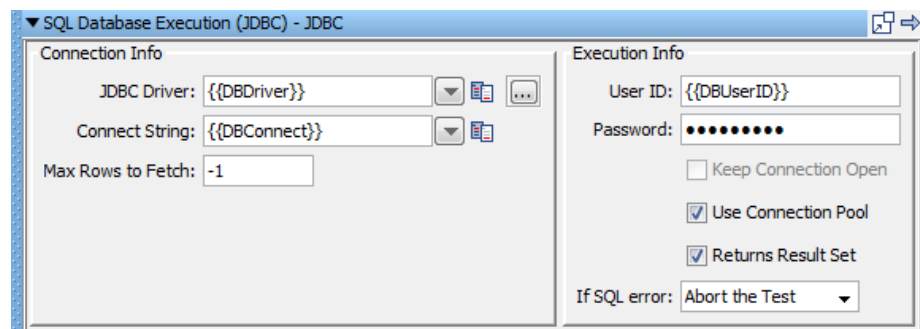 SQL Database Execution (JDBC) - JDBC
Connection Info
JDBC Driver: {{DBDriver}}
...
Connect String: {{DBConnect}}
Max Rows to Fetch: -1
Execution Info
User ID: {{DBUserID}}
Password: •••••••••
Keep Connection Open
Use Connection Pool
Returns Result Set
If SQL error: Abort the Test